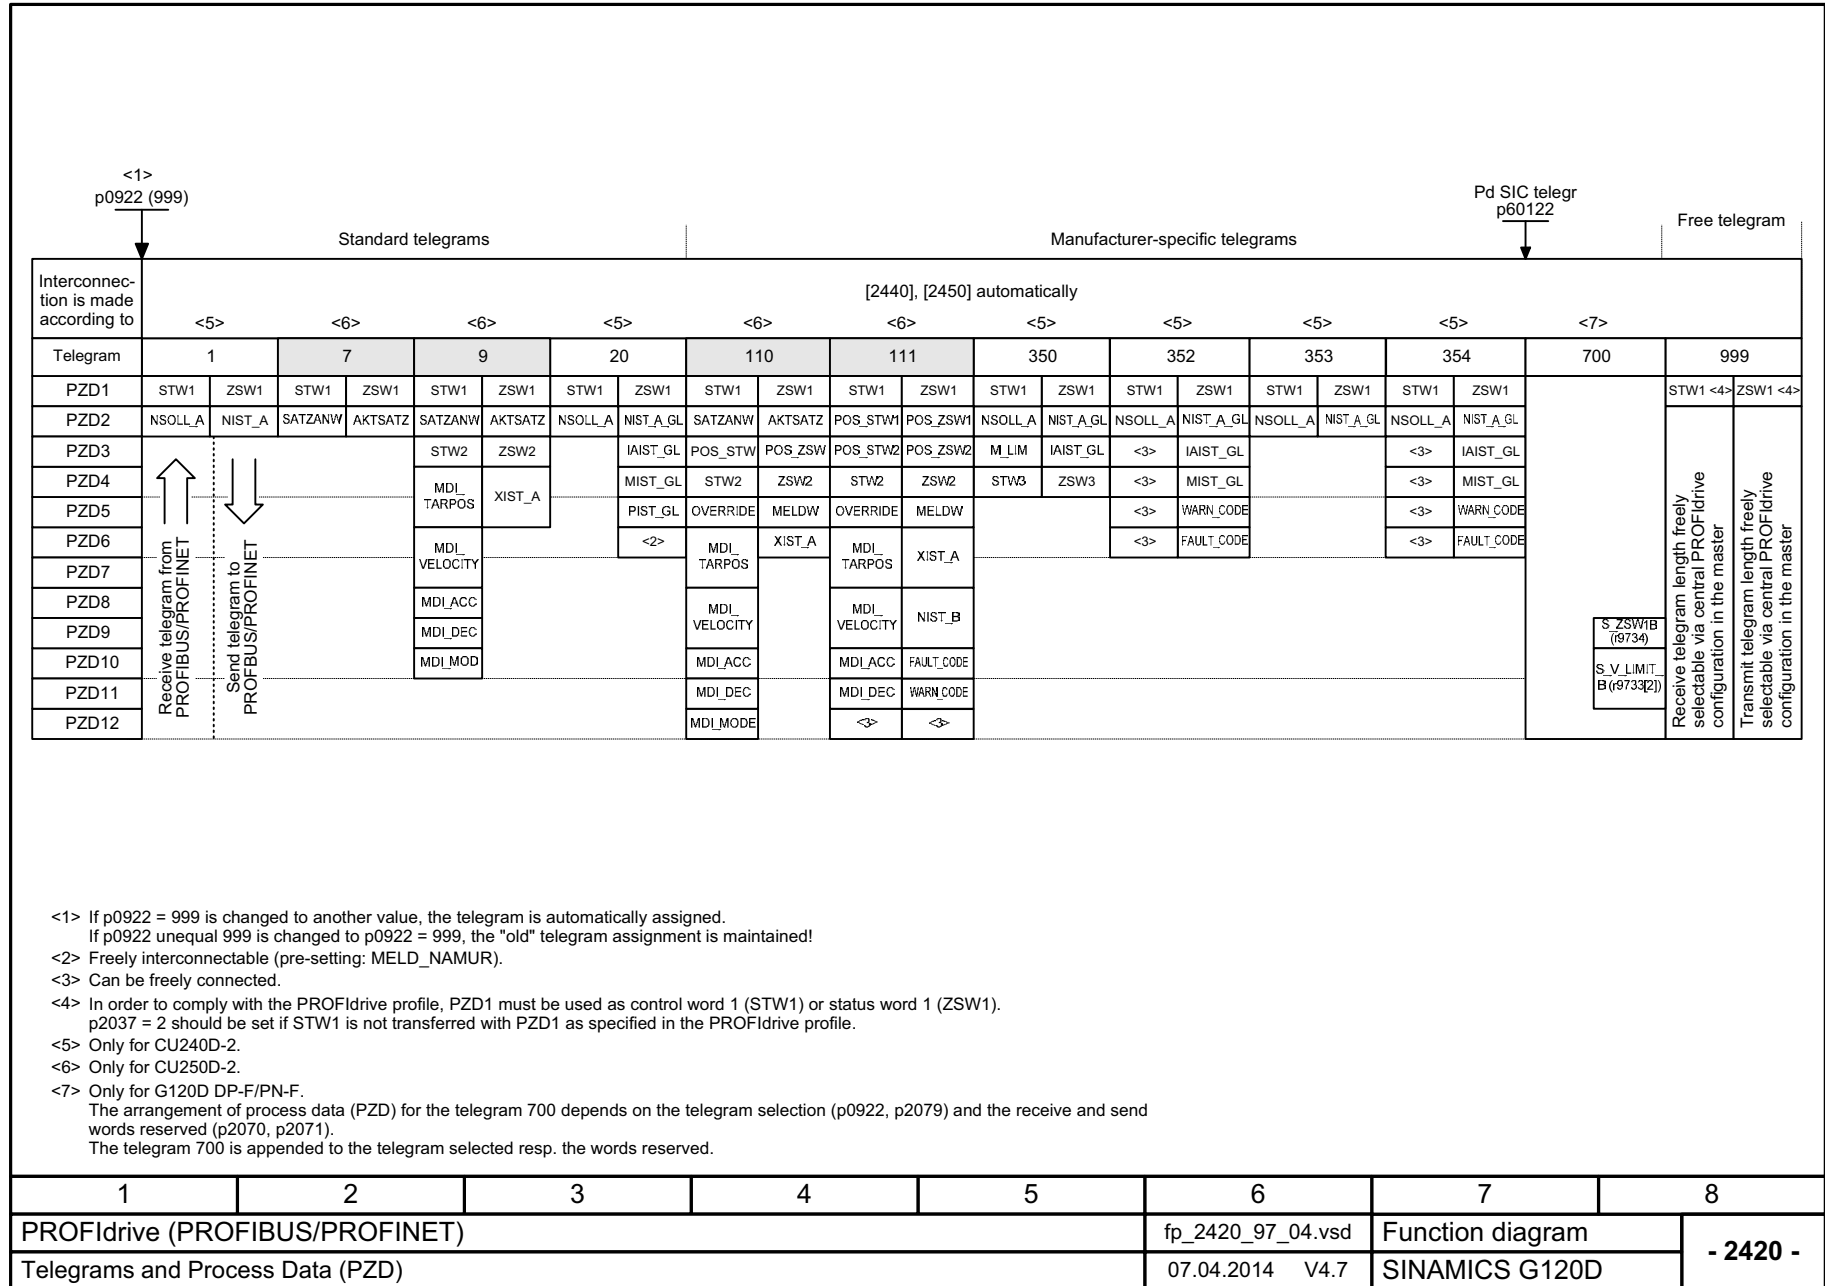 <1>
p0922 (999)
Pd SIC telegr
p60122
Standard telegrams
Manufacturer-specific telegrams
Free telegram
Interconnec-
tion is made
according to
[2440], [2450] automatically
<5> <6> <6> <5> <6> <6> <5> <5> <5> <5> <7>
Telegram 1 7 9 20 110 111 350 352 353 354 700 999
PZD1 STW1 ZSW1 STW1 ZSW1 STW1 ZSW1 STW1 ZSW1 STW1 ZSW1 STW1 ZSW1 STW1 ZSW1 STW1 ZSW1 STW1 ZSW1 STW1 ZSW1 STW1 <4> ZSW1 <4>
PZD2 NSOLL_A NIST_A SATZANW AKTSATZ SATZANW AKTSATZ NSOLL_A NIST_A_GL SATZANW AKTSATZ POS_STW1 POS_ZSW1 NSOLL_A NIST_A_GL NSOLL_A NIST_A_GL NSOLL_A NIST_A_GL NSOLL_A NIST_A_GL
PZD3 STW2 ZSW2 IAIST_GL POS_STW POS_ZSW POS_STW2 POS_ZSW2 M_LIM IAIST_GL <3> IAIST_GL <3> IAIST_GL
PZD4 MDI_
TARPOS XIST_A MIST_GL STW2 ZSW2 STW2 ZSW2 STW3 ZSW3 <3> MIST_GL <3> MIST_GL
PZD5 PIST_GL OVERRIDE MELDW OVERRIDE MELDW <3> WARN_CODE <3> WARN_CODE
PZD6 MDI_
VELOCITY <2> MDI_
TARPOS XIST_A MDI_
TARPOS XIST_A <3> FAULT_CODE <3> FAULT_CODE
PZD7
PZD8 MDI_ACC MDI_
VELOCITY MDI_
VELOCITY NIST_B
PZD9 MDI_DEC S_ZSW1B
(r9734)
PZD10 MDI_MOD MDI_ACC MDI_ACC FAULT_CODE S_V_LIMIT_
B (r9733[2])
PZD11 MDI_DEC MDI_DEC WARN_CODE
PZD12 MDI_MODE <3> <3>
Receive telegram from
PROFIBUS/PROFINET
Send telegram to
PROFBUS/PROFINET
Receive telegram length freely
selectable via central PROFIdrive
configuration in the master
Transmit telegram length freely
selectable via central PROFIdrive
configuration in the master
<1> If p0922 = 999 is changed to another value, the telegram is automatically assigned.
If p0922 unequal 999 is changed to p0922 = 999, the "old" telegram assignment is maintained!
<2> Freely interconnectable (pre-setting: MELD_NAMUR).
<3> Can be freely connected.
<4> In order to comply with the PROFIdrive profile, PZD1 must be used as control word 1 (STW1) or status word 1 (ZSW1).
p2037 = 2 should be set if STW1 is not transferred with PZD1 as specified in the PROFIdrive profile.
<5> Only for CU240D-2.
<6> Only for CU250D-2.
<7> Only for G120D DP-F/PN-F.
The arrangement of process data (PZD) for the telegram 700 depends on the telegram selection (p0922, p2079) and the receive and send
words reserved (p2070, p2071).
The telegram 700 is appended to the telegram selected resp. the words reserved.
1 2 3 4 5 6 7 8
PROFIdrive (PROFIBUS/PROFINET) fp_2420_97_04.vsd Function diagram
- 2420 -
Telegrams and Process Data (PZD) 07.04.2014 V4.7 SINAMICS G120D